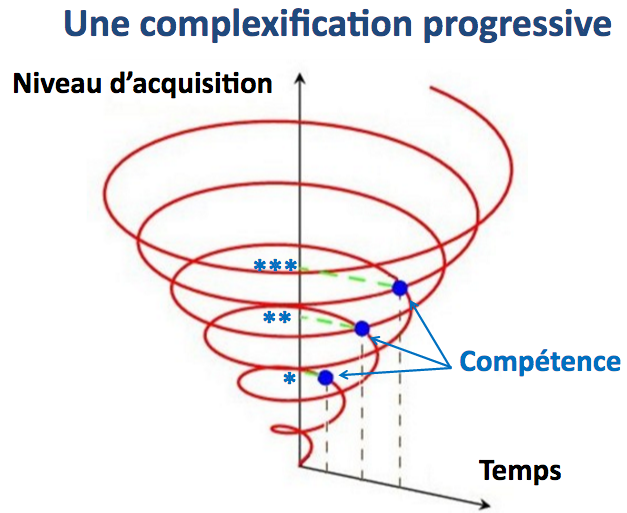 Une complexification progressive
Niveau d’acquisition
***
**
*
Compétence
Temps